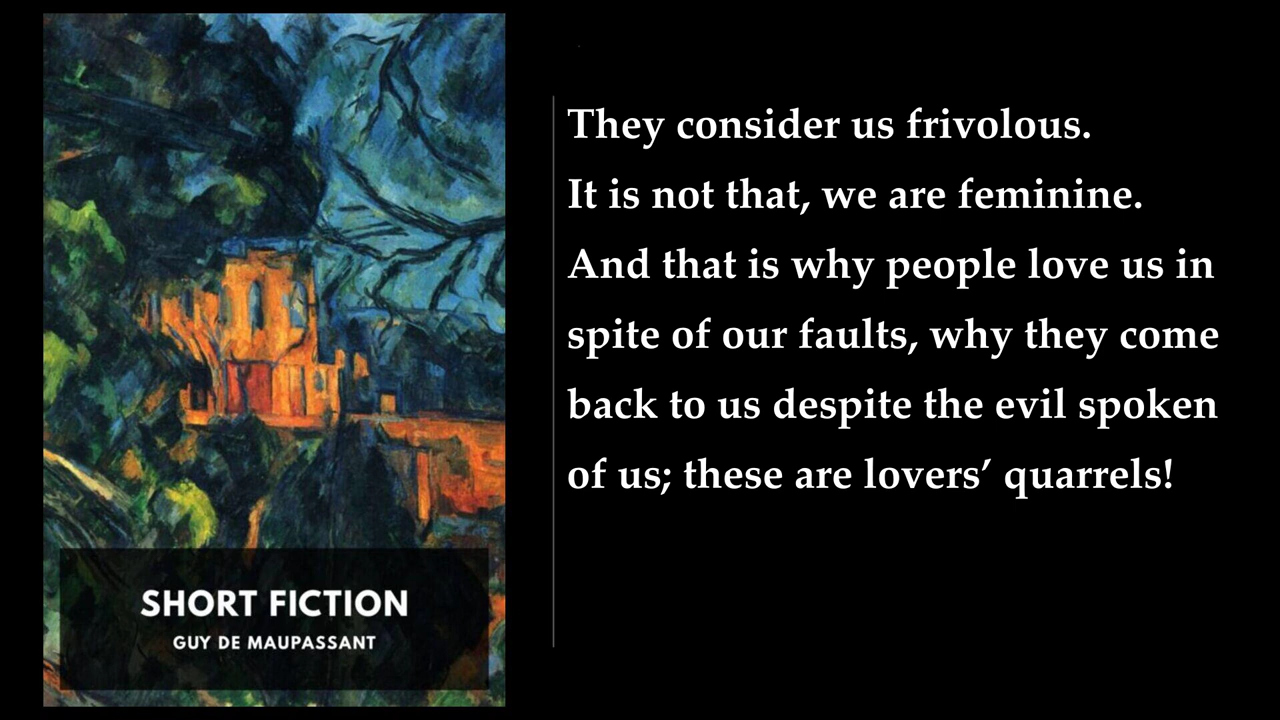 They consider us frivolous.
It is not that, we are feminine.
And that is why people love us in
spite of our faults, why they come
back to us despite the evil spoken
of us; these are lovers’ quarrels!
SHORT FICTION
GUY DE MAUPASSANT